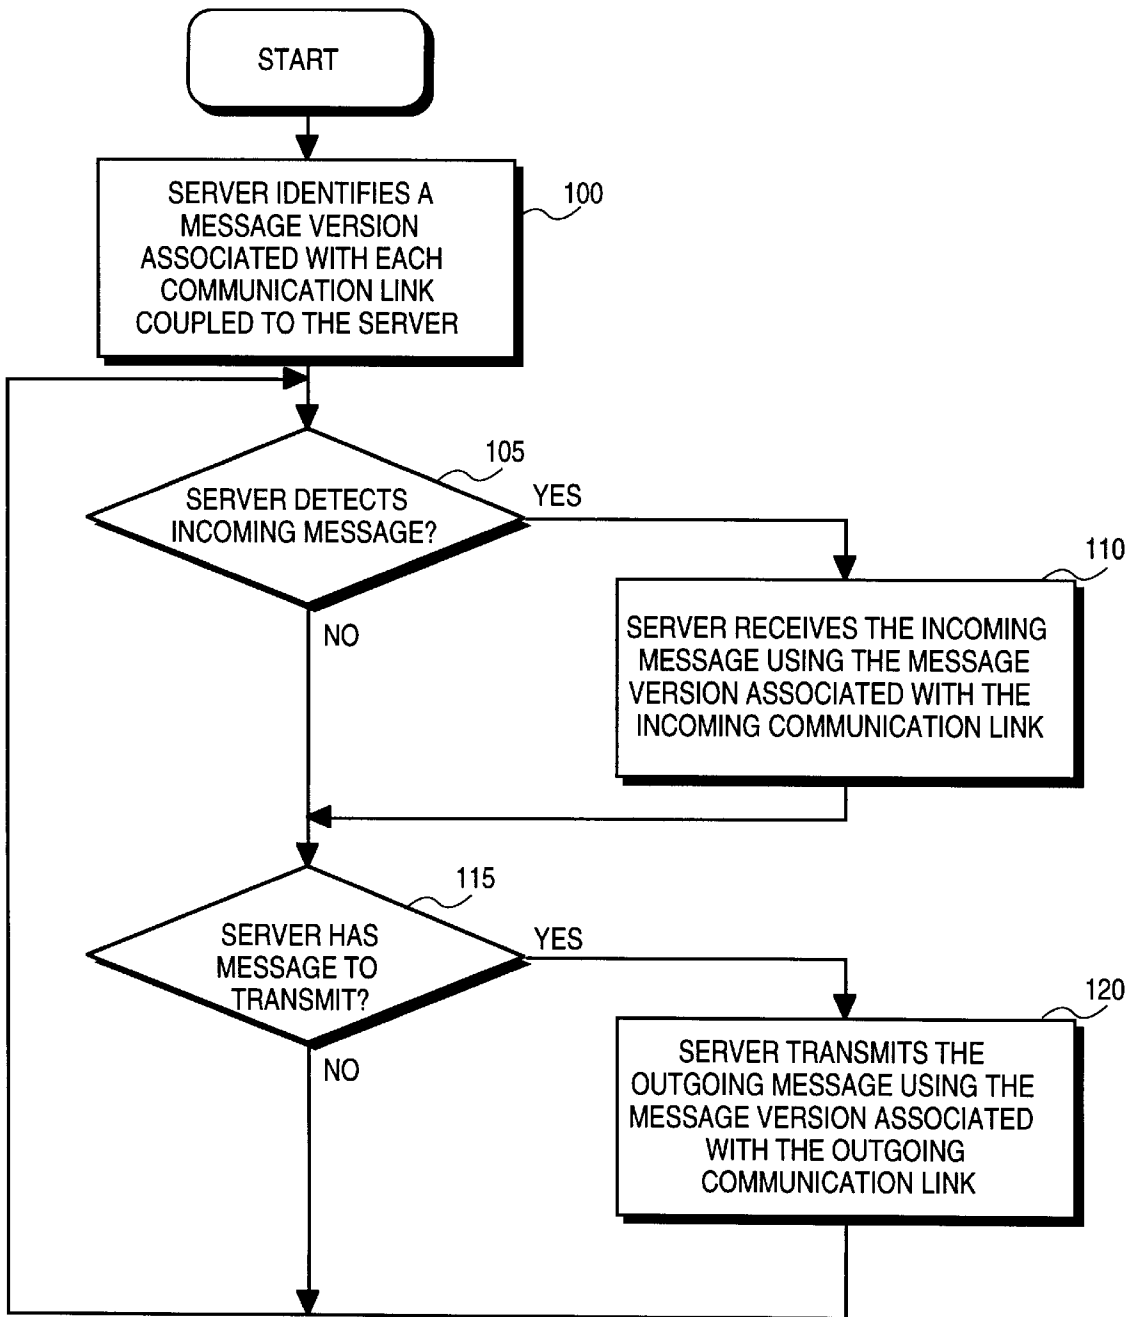 START
SERVER IDENTIFIES A
MESSAGE VERSION
ASSOCIATED WITH EACH
COMMUNICATION LINK
COUPLED TO THE SERVER
100
105
SERVER DETECTS
INCOMING MESSAGE?
YES
NO
110
SERVER RECEIVES THE INCOMING
MESSAGE USING THE MESSAGE
VERSION ASSOCIATED WITH THE
INCOMING COMMUNICATION LINK
115
SERVER HAS
MESSAGE TO
TRANSMIT?
YES
NO
120
SERVER TRANSMITS THE
OUTGOING MESSAGE USING THE
MESSAGE VERSION ASSOCIATED
WITH THE OUTGOING
COMMUNICATION LINK